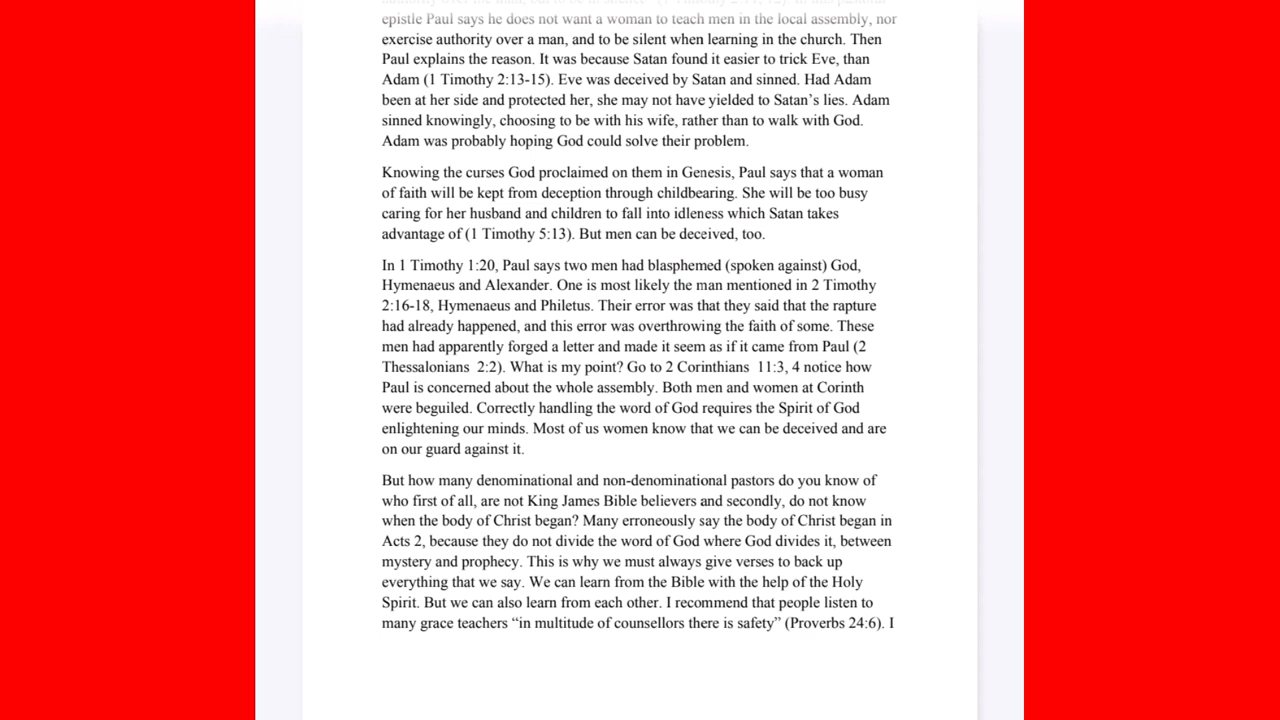 authority over the man, but to be in silence" (1 Timothy 2:11, 12) In this pastoral
epistle Paul says he does not want a woman to teach men in the local assembly, nor
exercise authority over a man, and to be silent when learning in the church. Then
Paul explains the reason. It was because Satan found it easier to trick Eve, than
Adam (1 Timothy 2:13-15). Eve was deceived by Satan and sinned. Had Adam
been at her side and protected her, she may not have yielded to Satan’s lies. Adam
sinned knowingly, choosing to be with his wife, rather than to walk with God.
Adam was probably hoping God could solve their problem.
Knowing the curses God proclaimed on them in Genesis, Paul says that a woman
of faith will be kept from deception through childbearing. She will be too busy
caring for her husband and children to fall into idleness which Satan takes
advantage of (1 Timothy 5:13). But men can be deceived, too.
In 1 Timothy 1:20, Paul says two men had blasphemed (spoken against) God,
Hymenaeus and Alexander. One is most likely the man mentioned in 2 Timothy
2:16-18, Hymenaeus and Philetus. Their error was that they said that the rapture
had already happened, and this error was overthrowing the faith of some. These
men had apparently forged a letter and made it seem as if it came from Paul (2
Thessalonians  2:2). What is my point? Go to 2 Corinthians  11:3, 4 notice how
Paul is concerned about the whole assembly. Both men and women at Corinth
were beguiled. Correctly handling the word of God requires the Spirit of God
enlightening our minds. Most of us women know that we can be deceived and are
on our guard against it.
But how many denominational and non-denominational pastors do you know of
who first of all, are not King James Bible believers and secondly, do not know
when the body of Christ began? Many erroneously say the body of Christ began in
Acts 2, because they do not divide the word of God where God divides it, between
mystery and prophecy. This is why we must always give verses to back up
everything that we say. We can learn from the Bible with the help of the Holy
Spirit. But we can also learn from each other. I recommend that people listen to
many grace teachers “in multitude of counsellors there is safety” (Proverbs 24:6). I